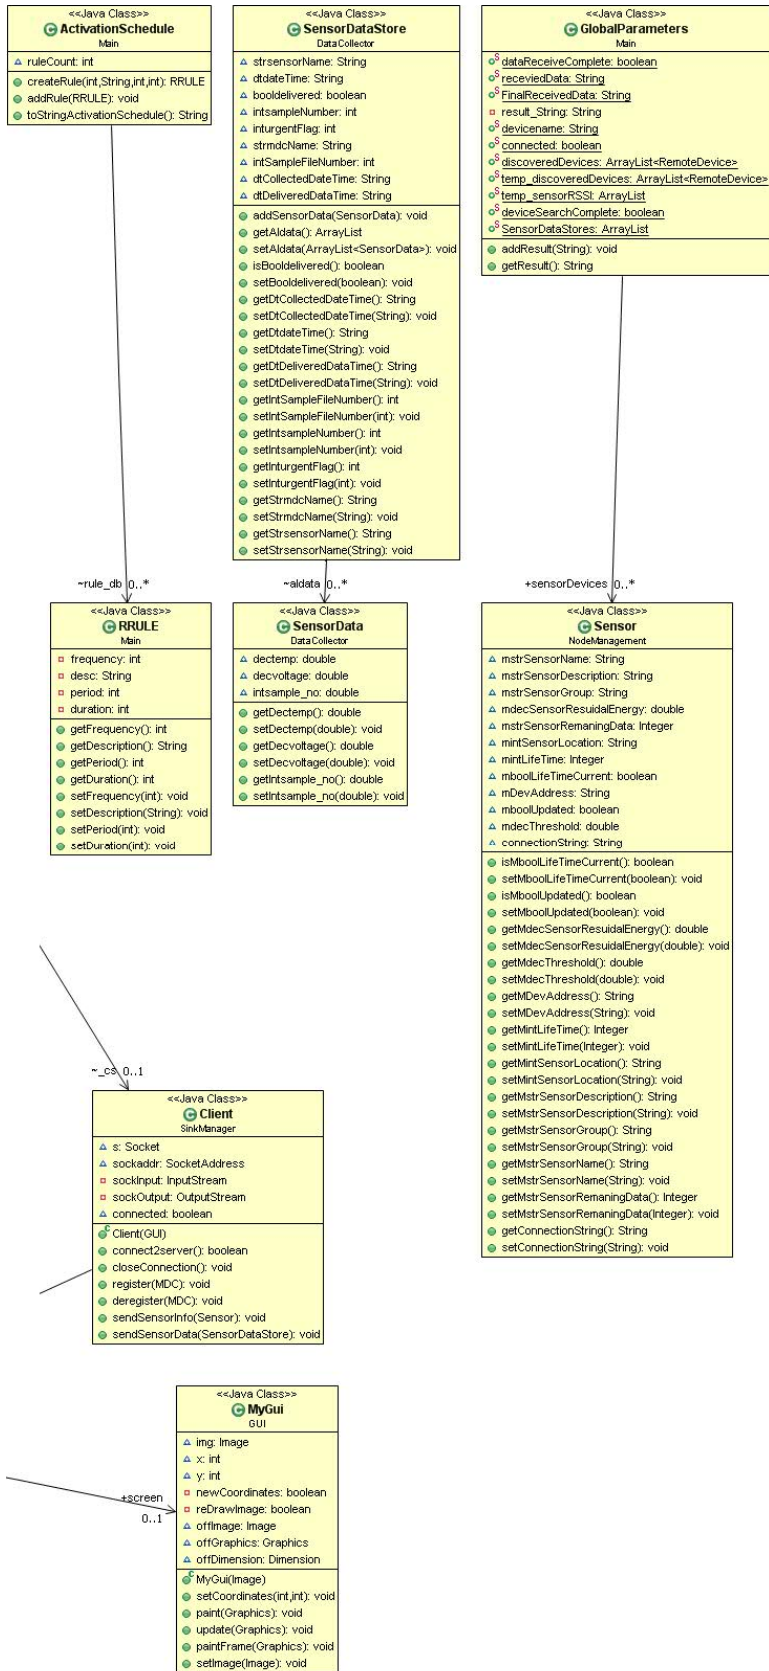 <<Java Class>>
ActivationSchedule
Main
ruleCount: int
createRule(int,String,int,int): RRULE
addRule(RRULE): void
toStringActivationSchedule(): String
<<Java Class>>
SensorDataStore
DataCollector
strsensorName: String
dtdateTime: String
booldelivered: boolean
intsampleNumber: int
inturgentFlag: int
strmdcName: String
intSampleFileNumber: int
dtCollectedDateTime: String
dtDeliveredDataTime: String
addSensorData(SensorData): void
getAldata(): ArrayList
setAldata(ArrayList<SensorData>): void
isBooldelivered(): boolean
setBooldelivered(boolean): void
getDtCollectedDateTime(): String
setDtCollectedDateTime(String): void
getDtdateTime(): String
setDtdateTime(String): void
getDtDeliveredDataTime(): String
setDtDeliveredDataTime(String): void
getIntSampleFileNumber(): int
setIntSampleFileNumber(int): void
getIntsampleNumber(): int
setIntsampleNumber(int): void
getInturgentFlag(): int
setInturgentFlag(int): void
getStrmdcName(): String
setStrmdcName(String): void
getStrsensorName(): String
setStrsensorName(String): void
<<Java Class>>
GlobalParameters
Main
dataReceiveComplete: boolean
receviedData: String
FinalReceivedData: String
result_String: String
devicename: String
connected: boolean
discoveredDevices: ArrayList<RemoteDevice>
temp_discoveredDevices: ArrayList<RemoteDevice>
temp_sensorRSSI: ArrayList
deviceSearchComplete: boolean
SensorDataStores: ArrayList
addResult(String): void
getResult(): String
~rule_db 0..*
~aldata 0..*
+sensorDevices 0..*
<<Java Class>>
RRULE
Main
frequency: int
desc: String
period: int
duration: int
getFrequency(): int
getDescription(): String
getPeriod(): int
getDuration(): int
setFrequency(int): void
setDescription(String): void
setPeriod(int): void
setDuration(int): void
<<Java Class>>
SensorData
DataCollector
dectemp: double
decvoltage: double
intsample_no: double
getDectemp(): double
setDectemp(double): void
getDecvoltage(): double
setDecvoltage(double): void
getIntsample_no(): double
setIntsample_no(double): void
<<Java Class>>
Sensor
NodeManagement
mstrSensorName: String
mstrSensorDescription: String
mstrSensorGroup: String
mdecSensorResuidalEnergy: double
mstrSensorRemaningData: Integer
mintSensorLocation: String
mintLifeTime: Integer
mboolLifeTimeCurrent: boolean
mDevAddress: String
mboolUpdated: boolean
mdecThreshold: double
connectionString: String
isMboolLifeTimeCurrent(): boolean
setMboolLifeTimeCurrent(boolean): void
isMboolUpdated(): boolean
setMboolUpdated(boolean): void
getMdecSensorResuidalEnergy(): double
setMdecSensorResuidalEnergy(double): void
getMdecThreshold(): double
setMdecThreshold(double): void
getMDevAddress(): String
setMDevAddress(String): void
getMintLifeTime(): Integer
setMintLifeTime(Integer): void
getMintSensorLocation(): String
setMintSensorLocation(String): void
getMstrSensorDescription(): String
setMstrSensorDescription(String): void
getMstrSensorGroup(): String
setMstrSensorGroup(String): void
getMstrSensorName(): String
setMstrSensorName(String): void
getMstrSensorRemaningData(): Integer
setMstrSensorRemaningData(Integer): void
getConnectionString(): String
setConnectionString(String): void
~_cs 0..1
<<Java Class>>
Client
SinkManager
s: Socket
sockaddr: SocketAddress
sockInput: InputStream
sockOutput: OutputStream
connected: boolean
Client(GUI)
connect2server(): boolean
closeConnection(): void
register(MDC): void
deregister(MDC): void
sendSensorInfo(Sensor): void
sendSensorData(SensorDataStore): void
+screen
0..1
<<Java Class>>
MyGui
GUI
img: Image
x: int
y: int
newCoordinates: boolean
reDrawImage: boolean
offImage: Image
offGraphics: Graphics
offDimension: Dimension
MyGui(Image)
setCoordinates(int,int): void
paint(Graphics): void
update(Graphics): void
paintFrame(Graphics): void
setImage(Image): void